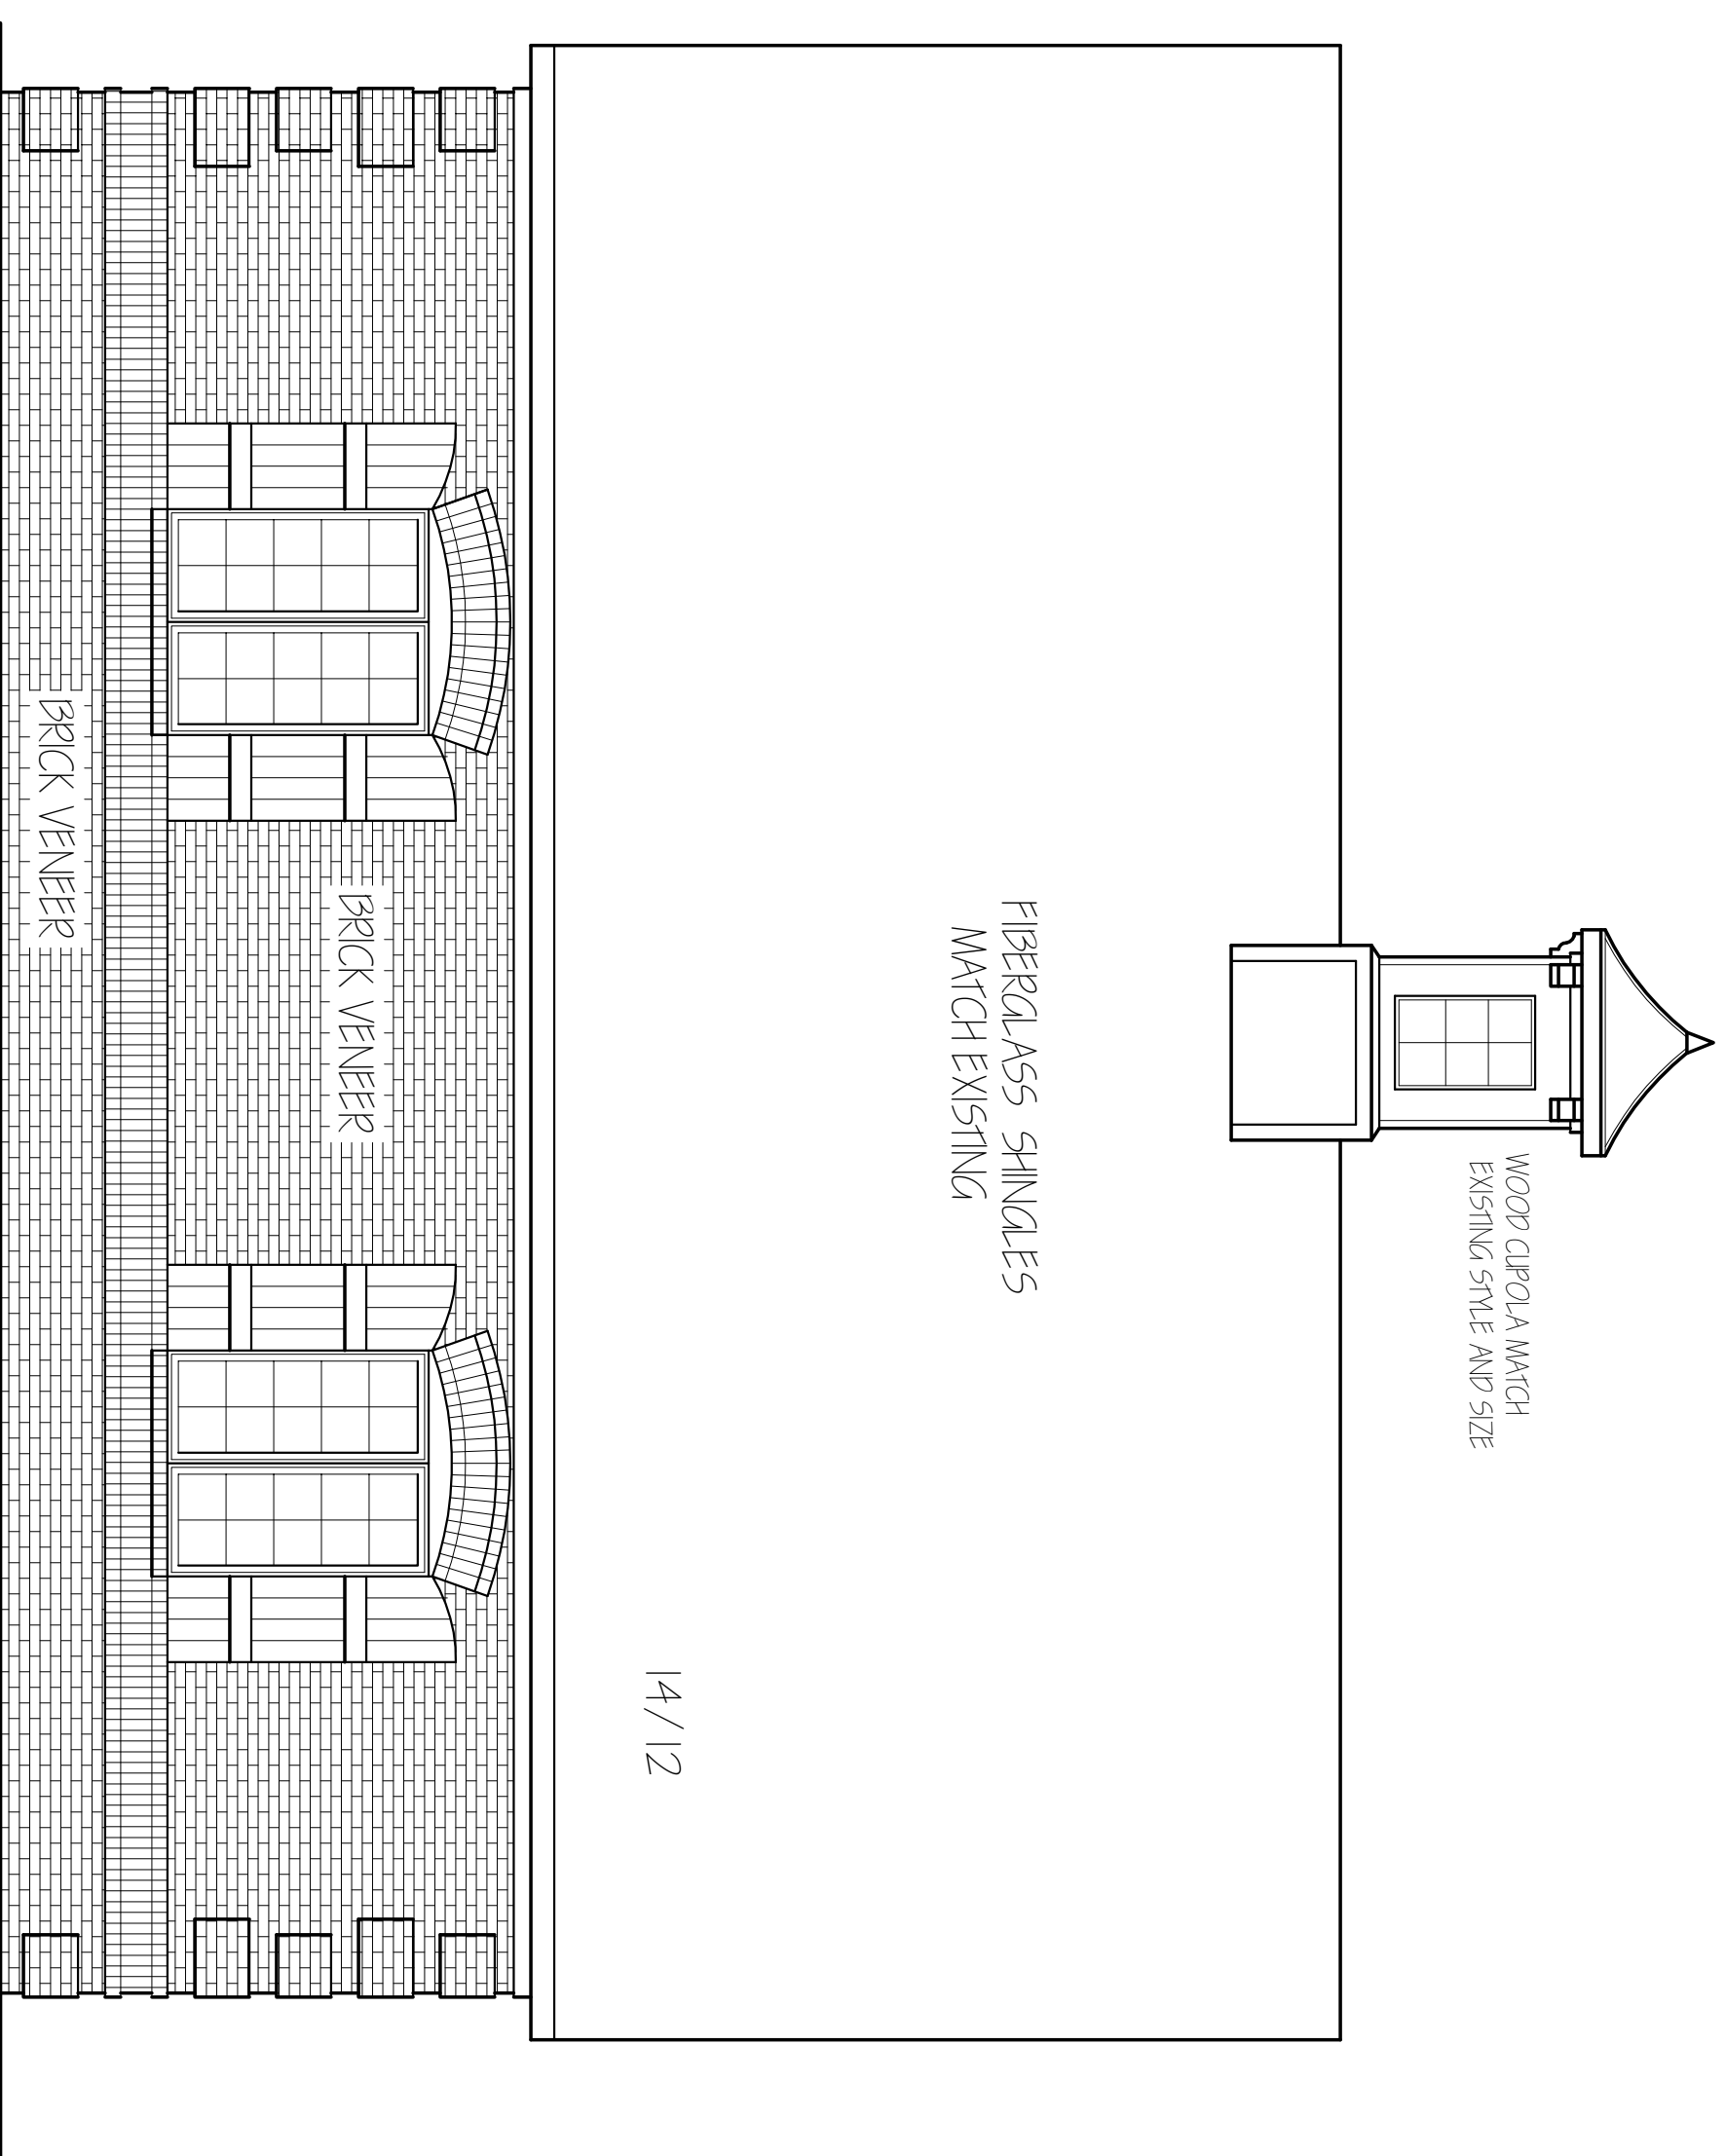 WOOD CUPOLA MATCH
EXISTING STYLE AND SIZE
FIBERGLASS SHINGLES
MATCH EXISTING
14/12
BRICK VENEER
BRICK VENEER